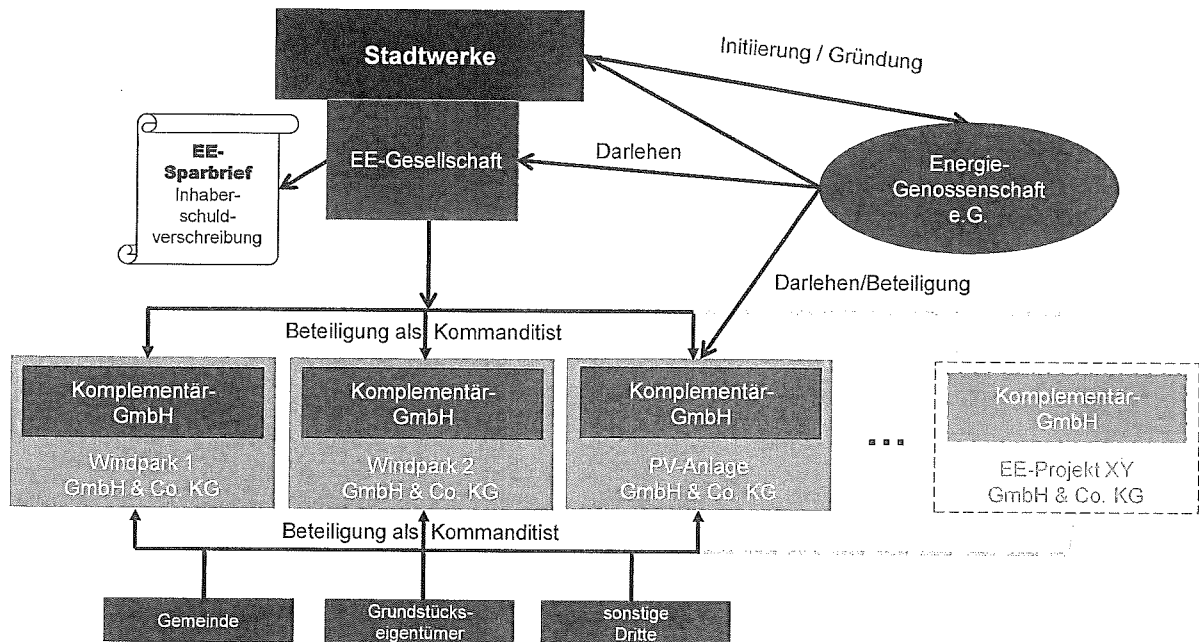 Stadtwerke
Initiierung / Gründung
EE-
Sparbrief
Inhaber-
schuld-
verschreibung
EE-Gesellschaft
Darlehen
Energie-
Genossenschaft
e.G.
Darlehen/Beteiligung
Beteiligung als Kommanditist
Komplementär-
GmbH
Windpark 1
GmbH & Co. KG
Komplementär-
GmbH
Windpark 2
GmbH & Co. KG
Komplementär-
GmbH
PV-Anlage
GmbH & Co. KG
...
Komplementär-
GmbH
EE-Projekt XY
GmbH & Co. KG
Beteiligung als Kommanditist
Gemeinde
Grundstücks-
eigentümer
sonstige
Dritte